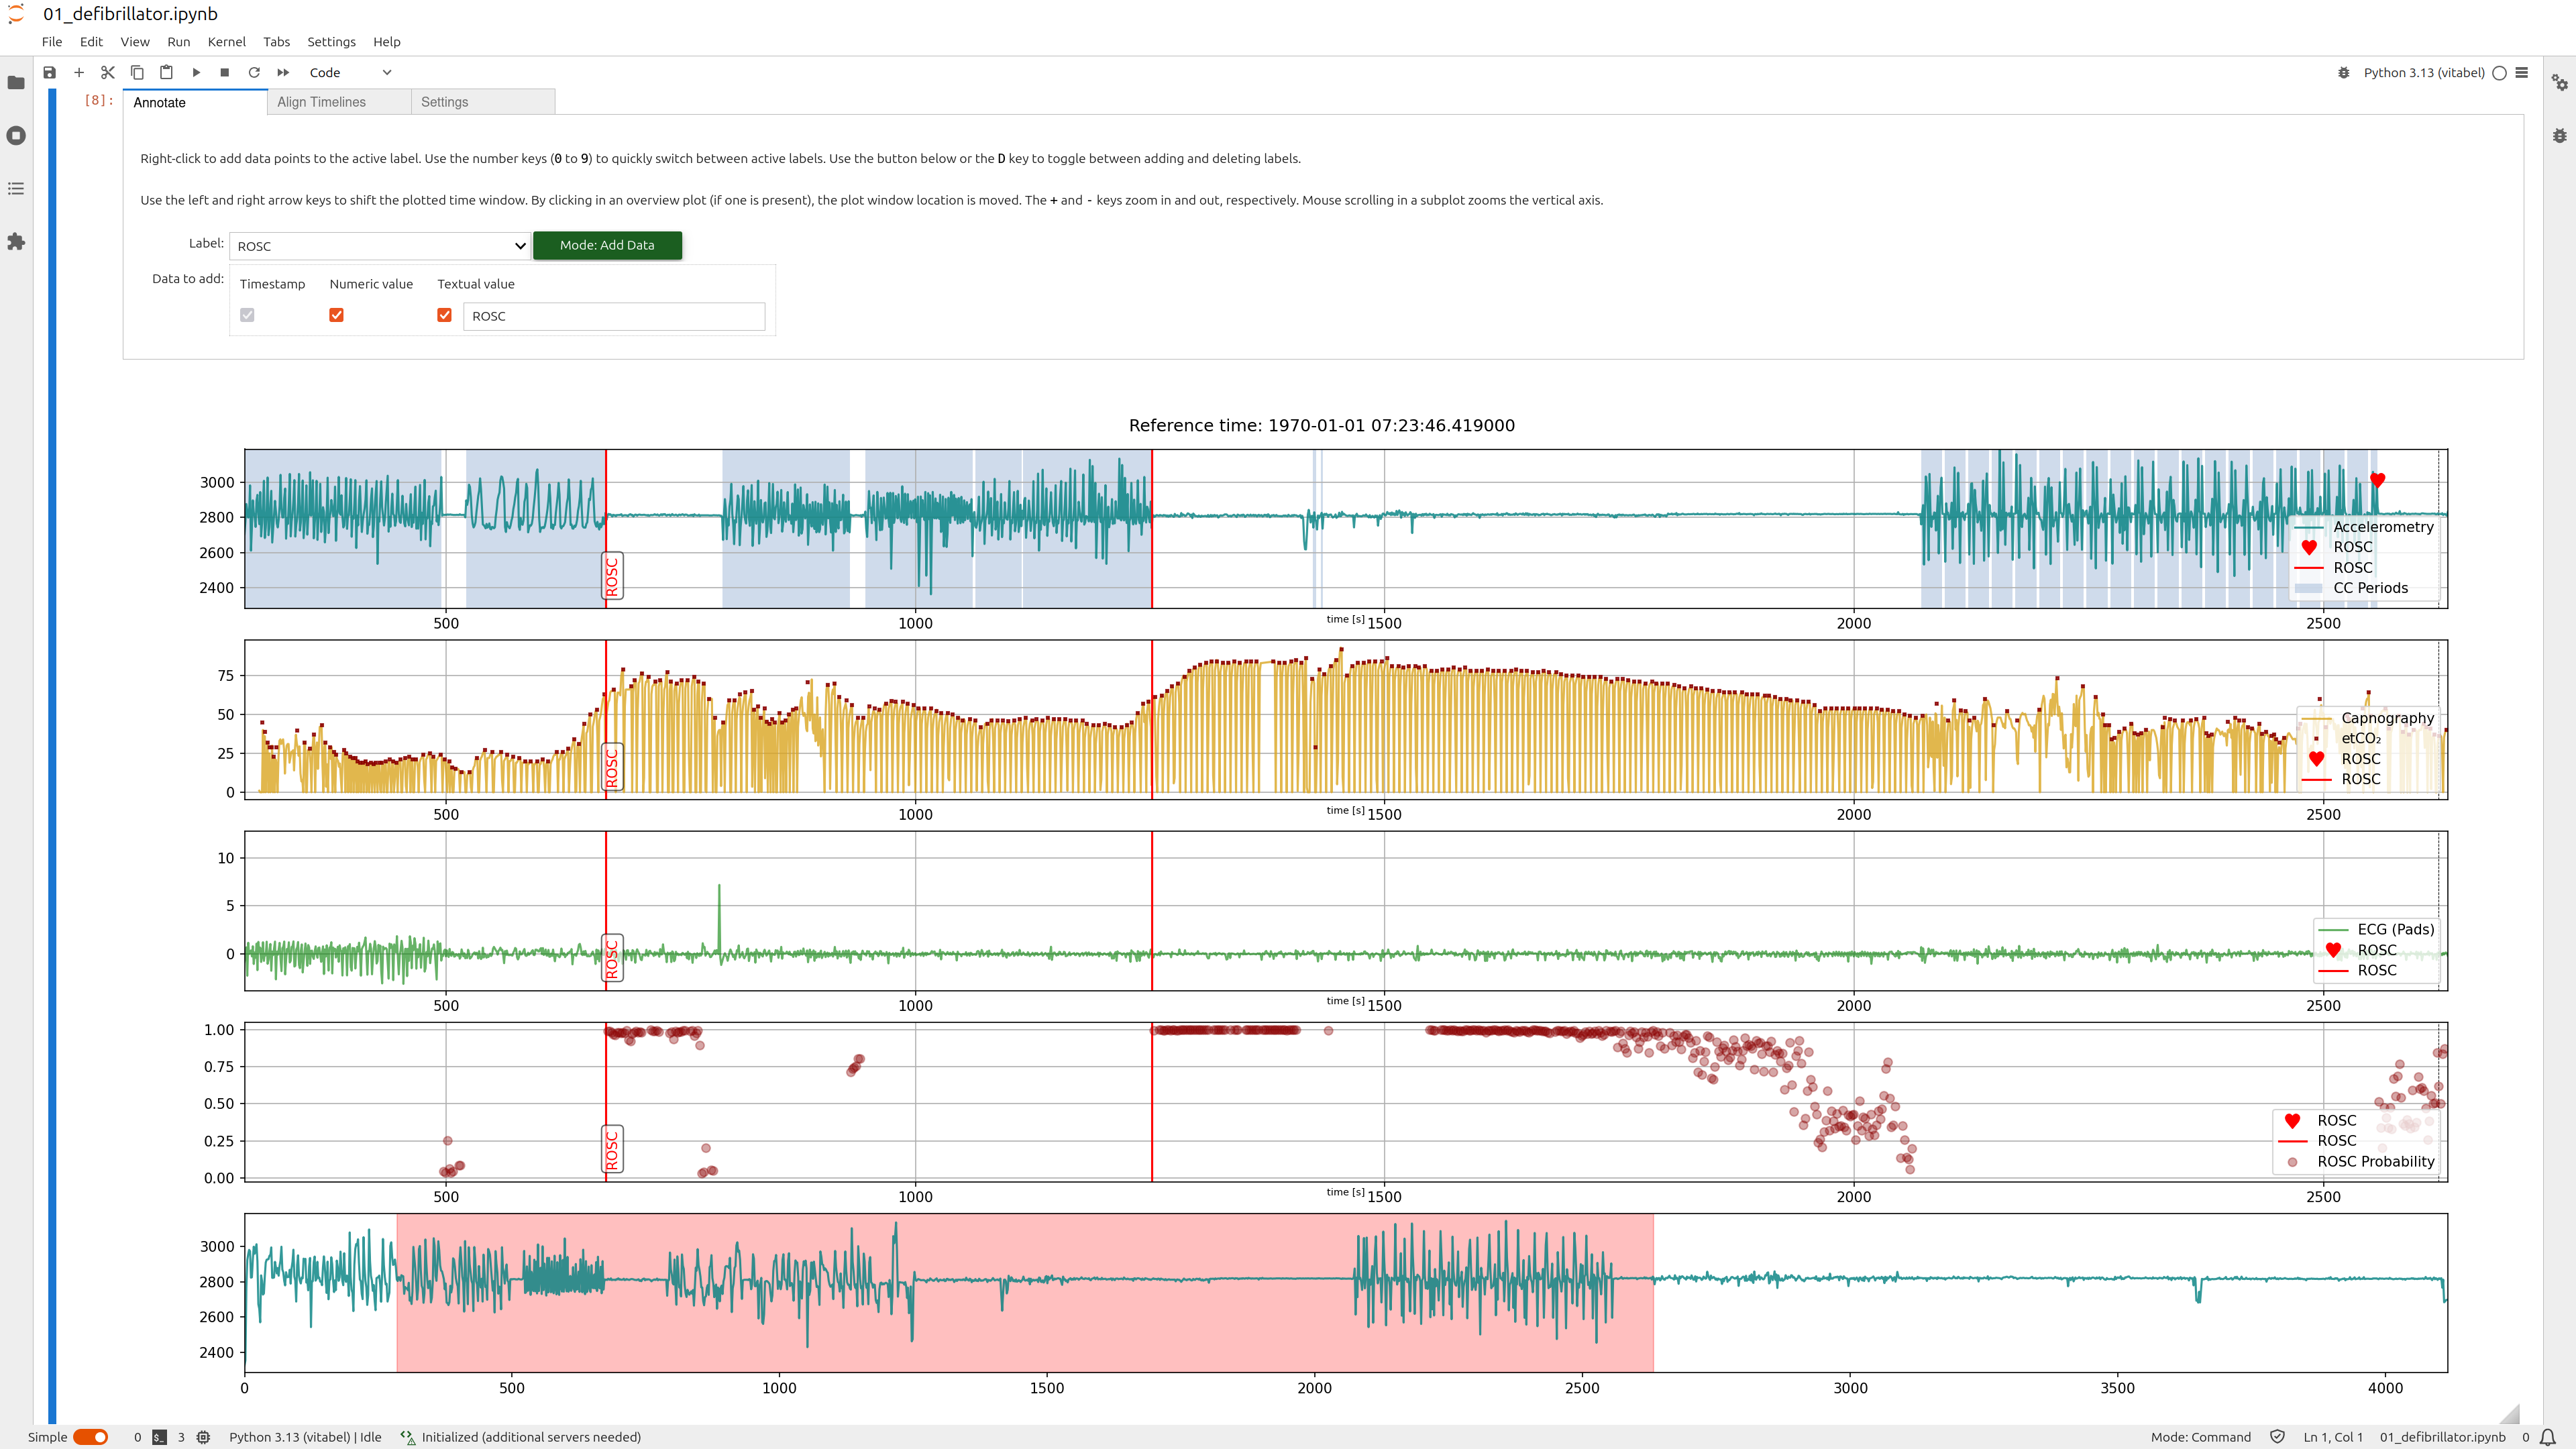 01_defibrillator.ipynb
File Edit View Run Kernel Tabs Settings Help
Code
Python 3.13 (vitabel)
[8]:
Annotate Align Timelines Settings
Right-click to add data points to the active label. Use the number keys (0 to 9) to quickly switch between active labels. Use the button below or the D key to toggle between adding and deleting labels.
Use the left and right arrow keys to shift the plotted time window. By clicking in an overview plot (if one is present), the plot window location is moved. The + and - keys zoom in and out, respectively. Mouse scrolling in a subplot zooms the vertical axis.
Label: ROSC Mode: Add Data
Data to add: Timestamp Numeric value Textual value
ROSC
Reference time: 1970-01-01 07:23:46.419000
3000
2800
2600
2400
ROSC
Accelerometry
ROSC
ROSC
CC Periods
500 1000 time [s] 1500 2000 2500
75
50
25
0
ROSC
Capnography
etCO₂
ROSC
ROSC
500 1000 time [s] 1500 2000 2500
10
5
0
ROSC
ECG (Pads)
ROSC
ROSC
500 1000 time [s] 1500 2000 2500
1.00
0.75
0.50
0.25
0.00
ROSC
ROSC
ROSC
ROSC Probability
500 1000 time [s] 1500 2000 2500
3000
2800
2600
2400
0 500 1000 1500 2000 2500 3000 3500 4000
Simple 0 $_ 3 Python 3.13 (vitabel) | Idle Initialized (additional servers needed) Mode: Command Ln 1, Col 1 01_defibrillator.ipynb 0